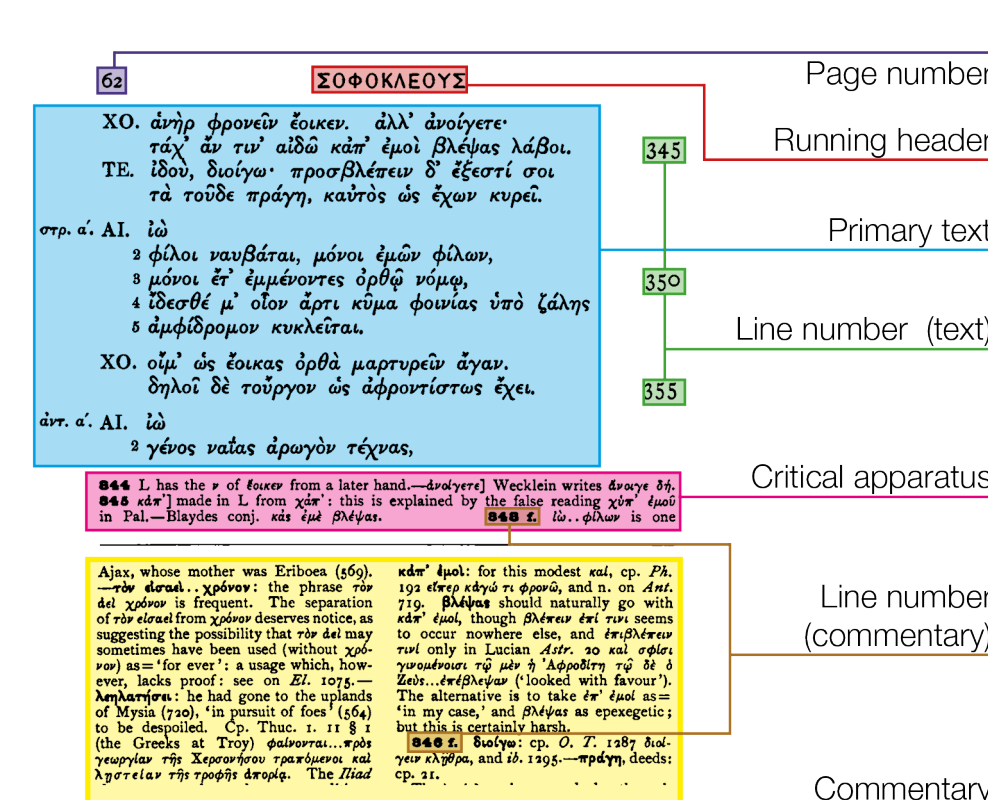 62 ΣΟΦΟΚΛΕΟΥΣ
Page number
Running header
ΧΟ. ἁνὴρ φρονεῖν ἔοικεν. ἀλλ’ ἀνοίγετε·
τάχ’ ἄν τιν’ αἰδῶ κἀπ’ ἐμοὶ βλέψας λάβοι. 345
ΤΕ. ἰδού, διοίγω· προσβλέπειν δ’ ἔξεστί σοι
τὰ τοῦδε πράγη, καὐτὸς ὡς ἔχων κυρεῖ.
Primary text
στρ. α΄. ΑΙ. ἰὼ
2 φίλοι ναυβάται, μόνοι ἐμῶν φίλων,
3 μόνοι ἔτ’ ἐμμένοντες ὀρθῷ νόμῳ, 350
4 ἴδεσθέ μ’ οἷον ἄρτι κῦμα φοινίας ὑπὸ ζάλης
5 ἀμφίδρομον κυκλεῖται.
Line number (text)
ΧΟ. οἴμ’ ὡς ἔοικας ὀρθὰ μαρτυρεῖν ἄγαν.
δηλοῖ δὲ τοὔργον ὡς ἀφροντίστως ἔχει. 355
ἀντ. α΄. ΑΙ. ἰὼ
2 γένος ναΐας ἀρωγὸν τέχνας,
Critical apparatus
344 L has the ν of ἔοικεν from a later hand.—ἀνοίγετε] Wecklein writes ἄνοιγε δή.
345 κἀπ’] made in L from χἀπ’: this is explained by the false reading χὐπ’ ἐμοῦ
in Pal.—Blaydes conj. κἀς ἐμὲ βλέψας. 348 f. ἰὼ..φίλων is one
Line number
(commentary)
Ajax, whose mother was Eriboea (569).
—τὸν εἰσαεὶ..χρόνον: the phrase τὸν
ἀεὶ χρόνον is frequent. The separation
of τὸν εἰσαεὶ from χρόνον deserves notice, as
suggesting the possibility that τὸν ἀεὶ may
sometimes have been used (without χρό-
νον) as=‘for ever’: a usage which, how-
ever, lacks proof: see on El. 1075.—
λεηλατήσει: he had gone to the uplands
of Mysia (720), ‘in pursuit of foes’ (564)
to be despoiled. Cp. Thuc. 1. 11 § 1
(the Greeks at Troy) φαίνονται...πρὸς
γεωργίαν τῆς Χερσονήσου τραπόμενοι καὶ
λῃστείαν τῆς τροφῆς ἀπορίᾳ. The Iliad
κἀπ’ ἐμοὶ: for this modest καί, cp. Ph.
192 εἴπερ κἀγώ τι φρονῶ, and n. on Ant.
719. βλέψας should naturally go with
κἀπ’ ἐμοί, though βλέπειν ἐπί τινι seems
to occur nowhere else, and ἐπιβλέπειν
τινὶ only in Lucian Astr. 20 καὶ σφίσι
γινομένοισι τῷ μὲν ἡ Ἀφροδίτη τῷ δὲ ὁ
Ζεὺς...ἐπέβλεψαν (‘looked with favour’).
The alternative is to take ἐπ’ ἐμοί as=
‘in my case,’ and βλέψας as epexegetic;
but this is certainly harsh.
346 f. διοίγω: cp. O. T. 1287 διοί-
γειν κλῇθρα, and ib. 1295.—πράγη, deeds:
cp. 21.
Commentary